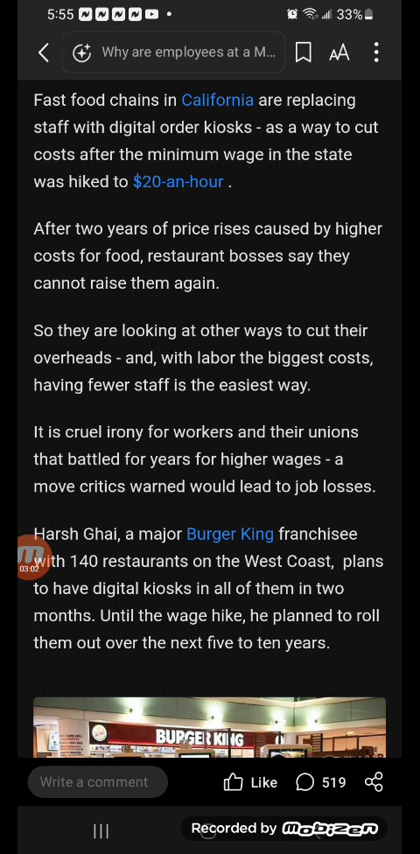 5:55
33%
Why are employees at a M...
AA
Fast food chains in California are replacing
staff with digital order kiosks - as a way to cut
costs after the minimum wage in the state
was hiked to $20-an-hour .
After two years of price rises caused by higher
costs for food, restaurant bosses say they
cannot raise them again.
So they are looking at other ways to cut their
overheads - and, with labor the biggest costs,
having fewer staff is the easiest way.
It is cruel irony for workers and their unions
that battled for years for higher wages - a
move critics warned would lead to job losses.
Harsh Ghai, a major Burger King franchisee
with 140 restaurants on the West Coast, plans
03:02
to have digital kiosks in all of them in two
months. Until the wage hike, he planned to roll
them out over the next five to ten years.
BURGER KING
Write a comment
Like
519
Recorded by mobizen